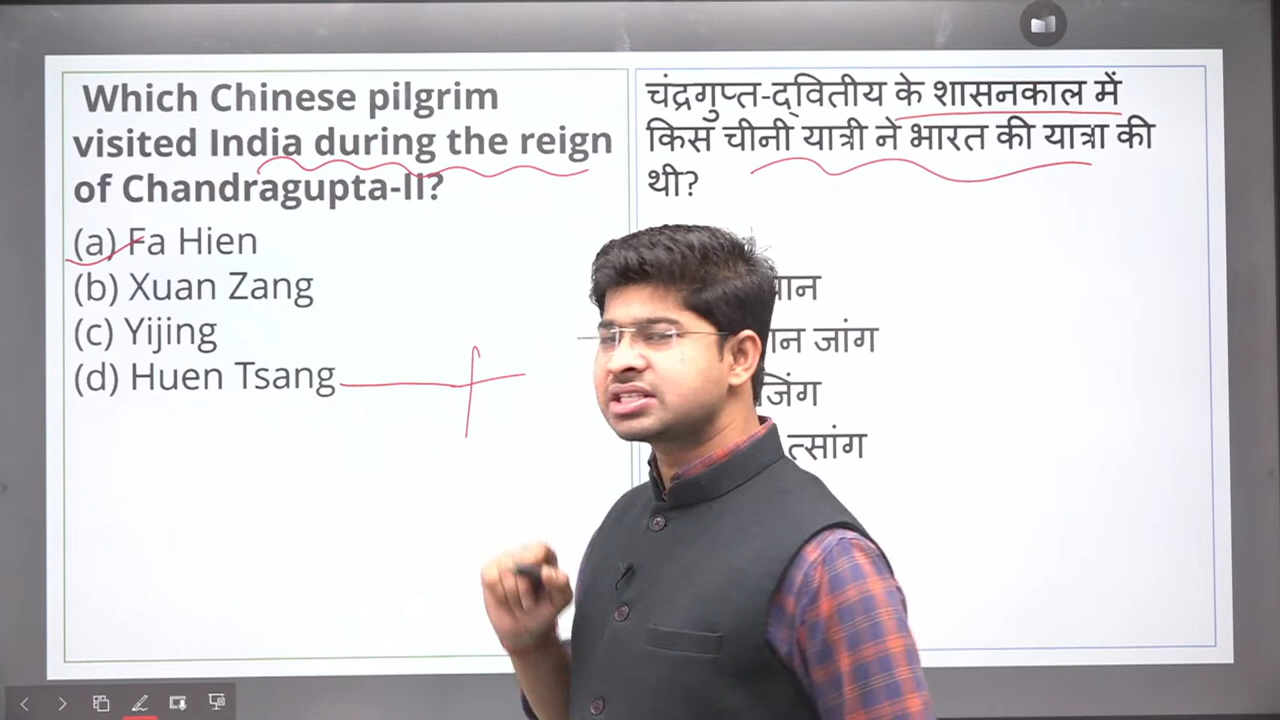 Which Chinese pilgrim
visited India during the reign
of Chandragupta-II?
(a) Fa Hien
(b) Xuan Zang
(c) Yijing
(d) Huen Tsang
चंद्रगुप्त-द्वितीय के शासनकाल में
किस चीनी यात्री ने भारत की यात्रा की
थी?
जांग
त्सांग